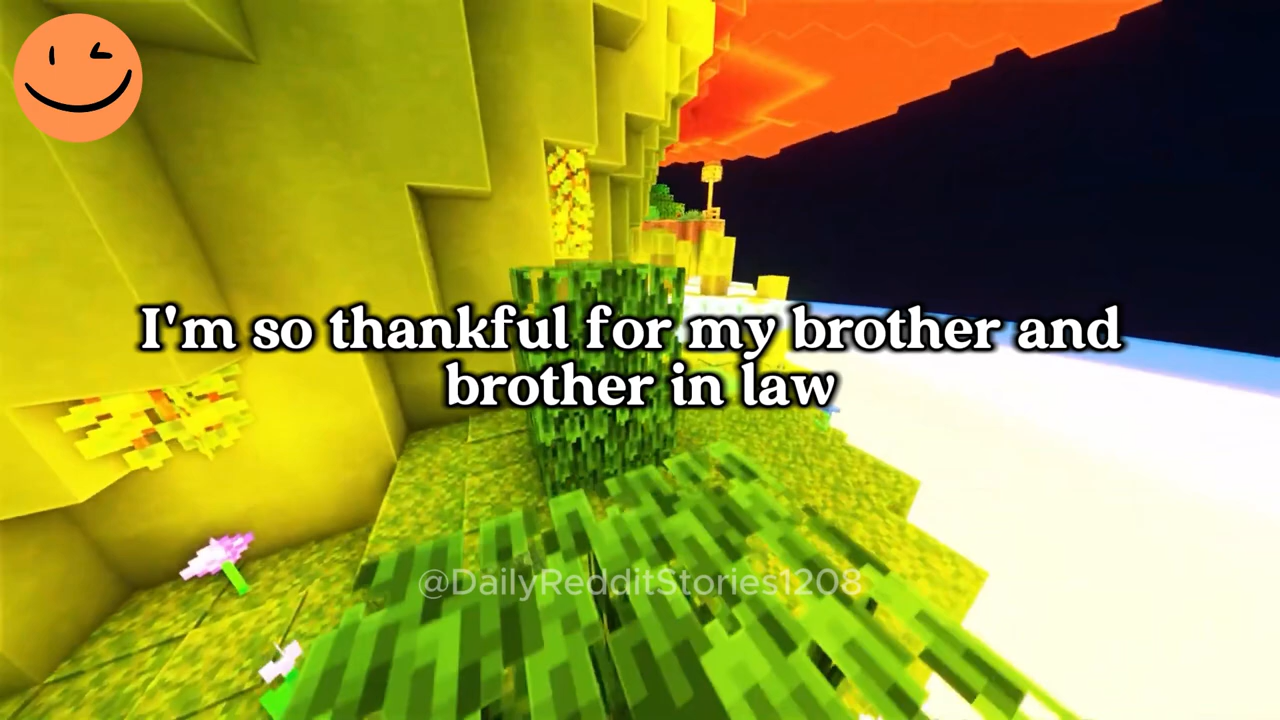 I'm so thankful for my brother and
brother in law
@DailyRedditStories1208